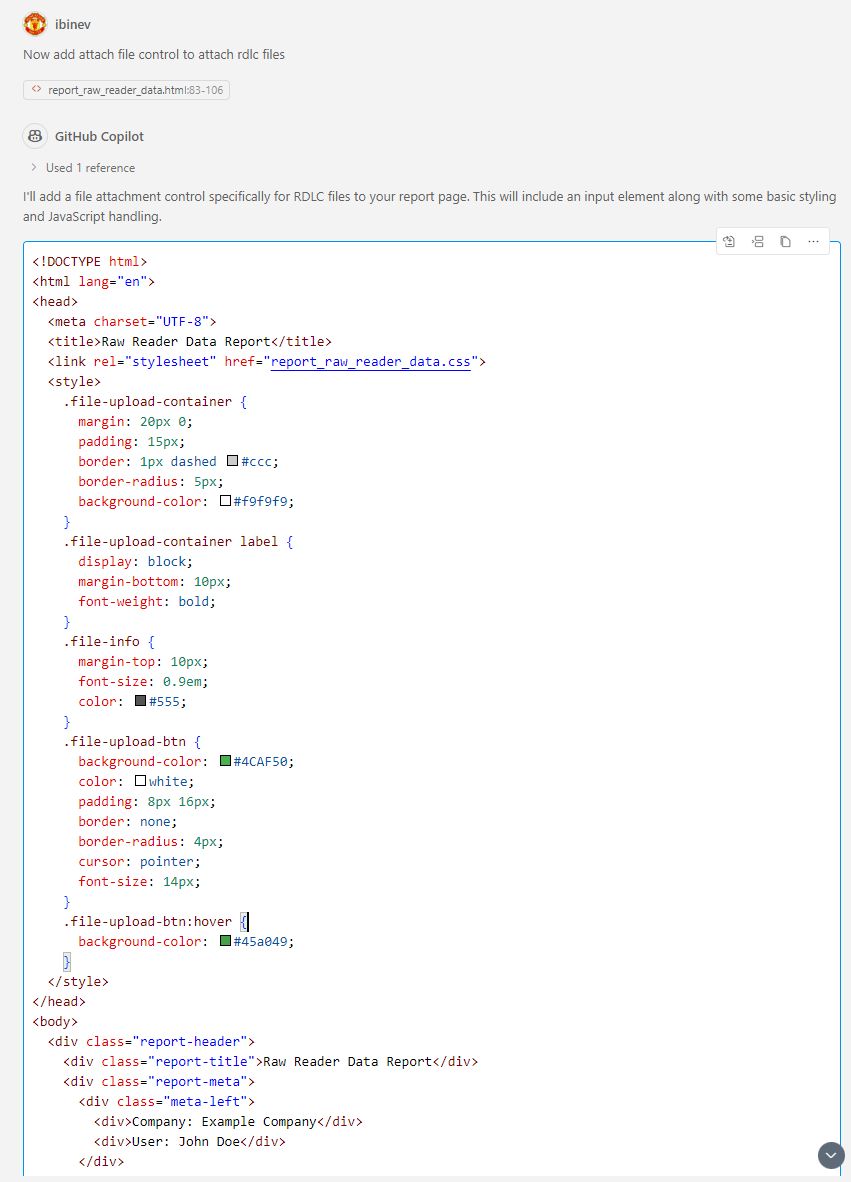 ibinev
Now add attach file control to attach rdlc files
<> report_raw_reader_data.html:83-106
GitHub Copilot
> Used 1 reference
I'll add a file attachment control specifically for RDLC files to your report page. This will include an input element along with some basic styling
and JavaScript handling.
<!DOCTYPE html>
<html lang="en">
<head>
  <meta charset="UTF-8">
  <title>Raw Reader Data Report</title>
  <link rel="stylesheet" href="report_raw_reader_data.css">
  <style>
    .file-upload-container {
      margin: 20px 0;
      padding: 15px;
      border: 1px dashed #ccc;
      border-radius: 5px;
      background-color: #f9f9f9;
    }
    .file-upload-container label {
      display: block;
      margin-bottom: 10px;
      font-weight: bold;
    }
    .file-info {
      margin-top: 10px;
      font-size: 0.9em;
      color: #555;
    }
    .file-upload-btn {
      background-color: #4CAF50;
      color: white;
      padding: 8px 16px;
      border: none;
      border-radius: 4px;
      cursor: pointer;
      font-size: 14px;
    }
    .file-upload-btn:hover {
      background-color: #45a049;
    }
  </style>
</head>
<body>
  <div class="report-header">
    <div class="report-title">Raw Reader Data Report</div>
    <div class="report-meta">
      <div class="meta-left">
        <div>Company: Example Company</div>
        <div>User: John Doe</div>
      </div>